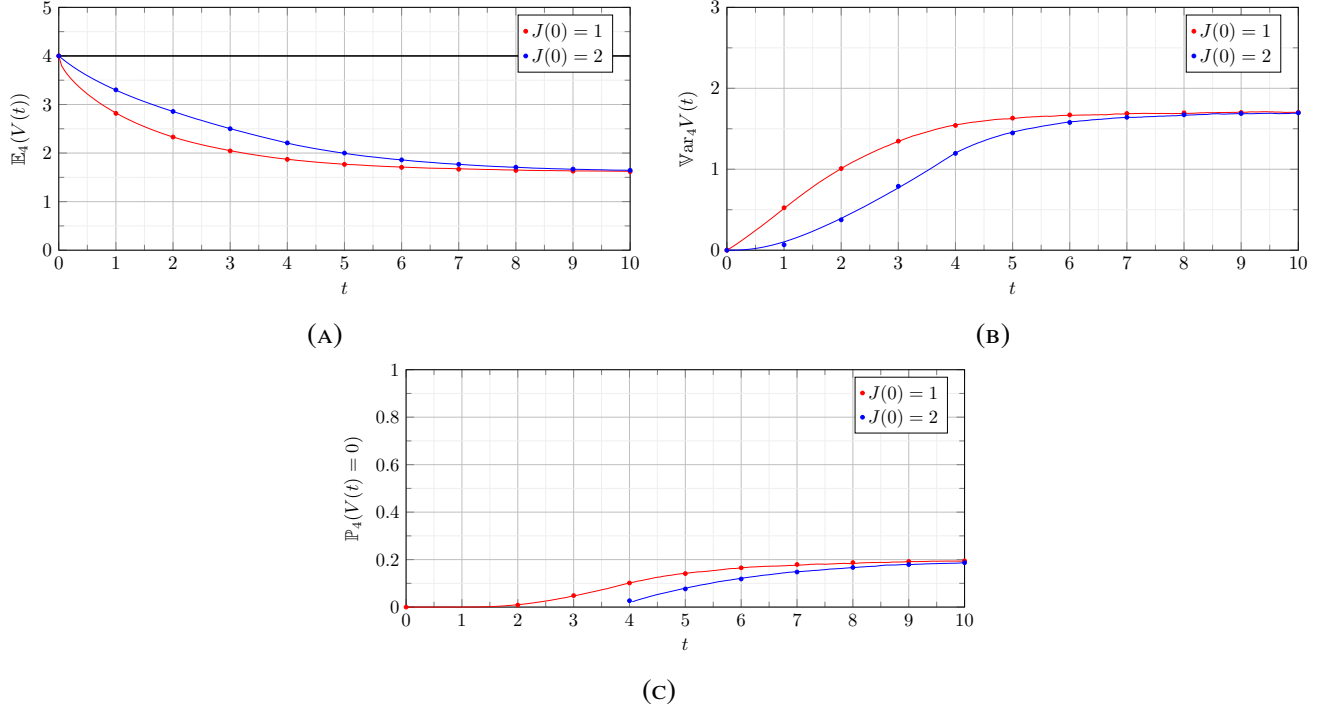 5
4
3
2
1
0
0 1 2 3 4 5 6 7 8 9 10
𝔼₄(V(t))
t
J(0) = 1
J(0) = 2
(A)
3
2
1
0
0 1 2 3 4 5 6 7 8 9 10
𝕍ar₄V(t)
t
J(0) = 1
J(0) = 2
(B)
1
0.8
0.6
0.4
0.2
0
0 1 2 3 4 5 6 7 8 9 10
ℙ₄(V(t) = 0)
t
J(0) = 1
J(0) = 2
(C)